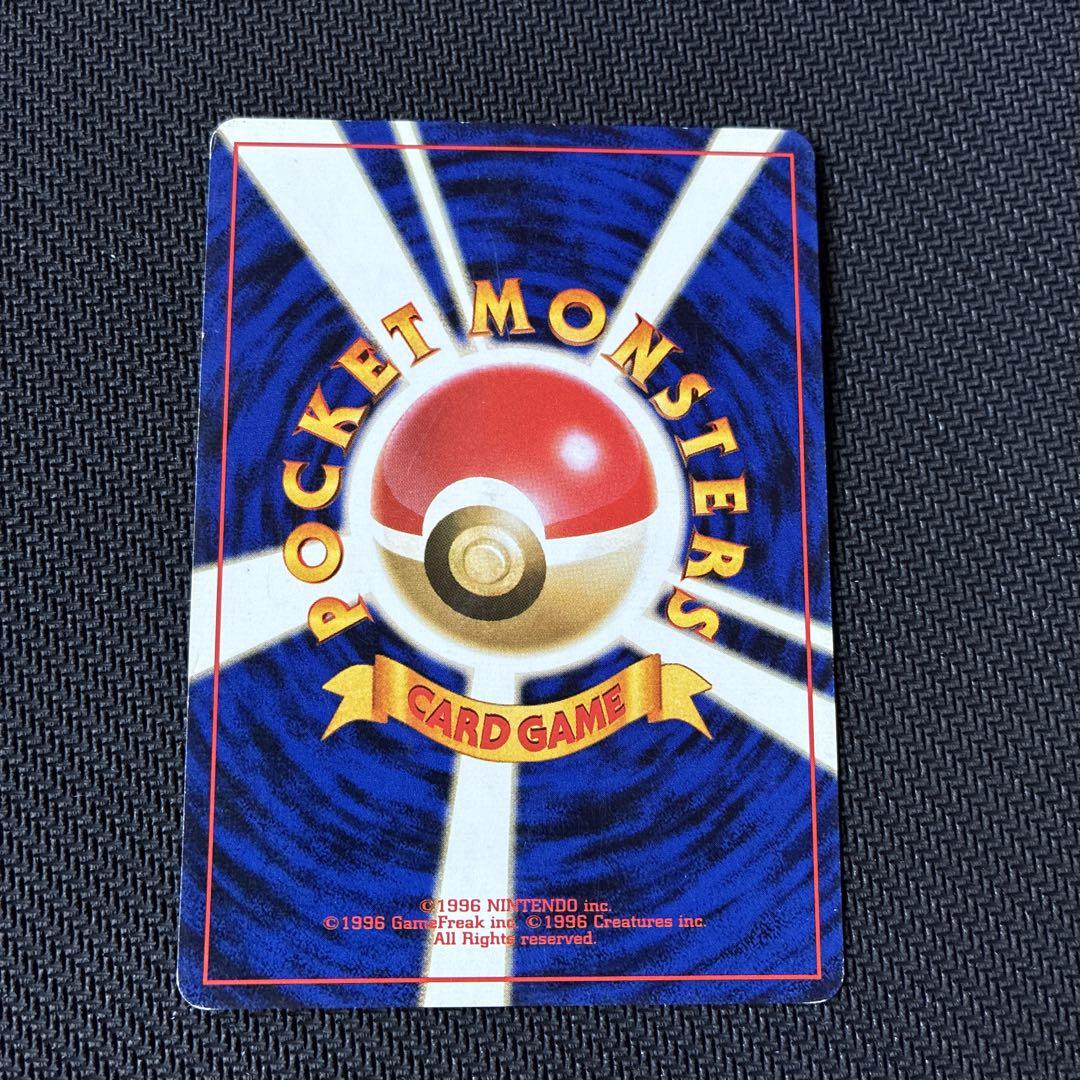 POCKET MONSTERS
CARD GAME
©1996 NINTENDO inc.
©1996 GameFreak inc. ©1996 Creatures inc.
All Rights reserved.